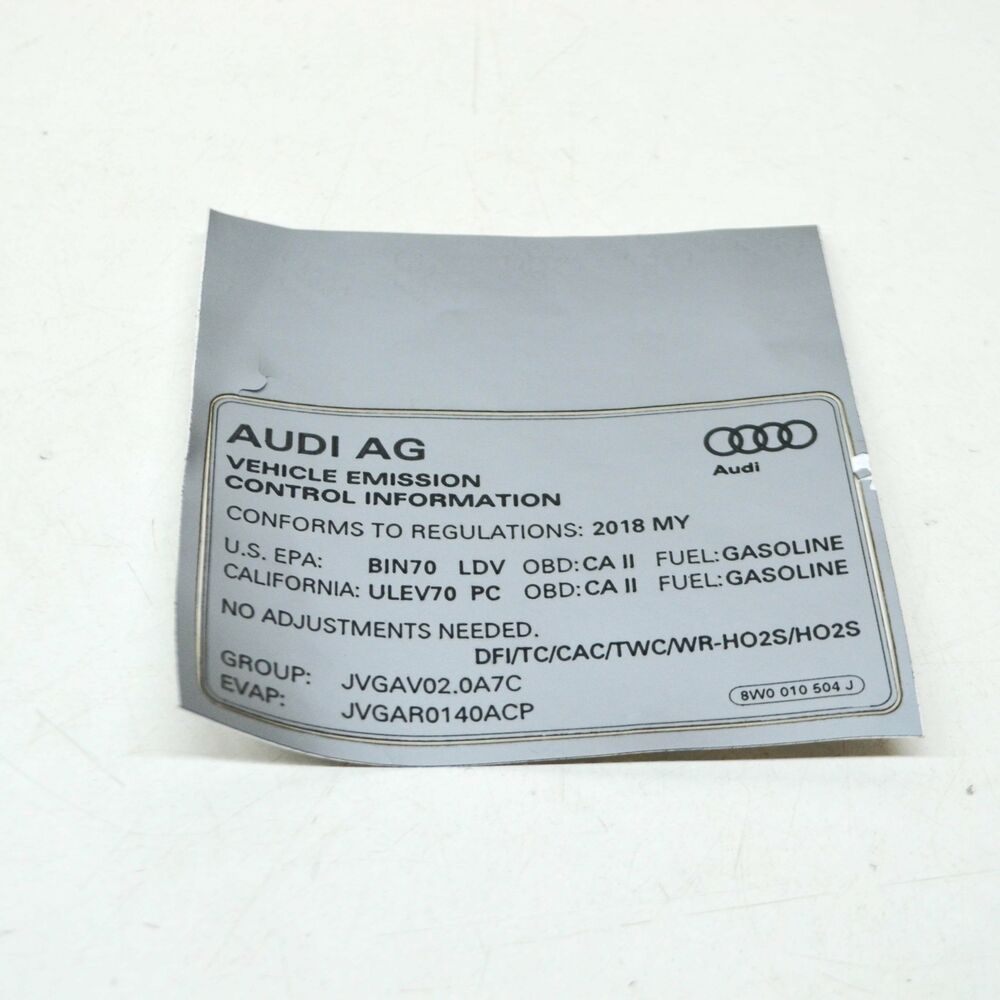 AUDI AG
Audi
VEHICLE EMISSION
CONTROL INFORMATION
CONFORMS TO REGULATIONS: 2018 MY
U.S. EPA: BIN70 LDV OBD: CA II FUEL: GASOLINE
CALIFORNIA: ULEV70 PC OBD: CA II FUEL: GASOLINE
NO ADJUSTMENTS NEEDED.
DFI/TC/CAC/TWC/WR-HO2S/HO2S
GROUP: JVGAV02.0A7C
EVAP: JVGAR0140ACP
8W0 010 504 J